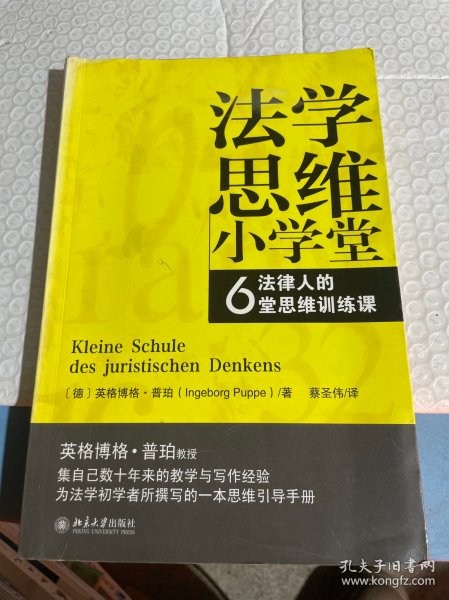 法学
思维
小学堂
法律人的
6堂思维训练课
Kleine Schule
des juristischen Denkens
〔德〕英格博格·普珀（Ingeborg Puppe）/著 蔡圣伟/译
英格博格·普珀教授
集自己数十年来的教学与写作经验
为法学初学者所撰写的一本思维引导手册
北京大学出版社
PEKING UNIVERSITY PRESS
孔夫子旧书网
www.kongfz.com